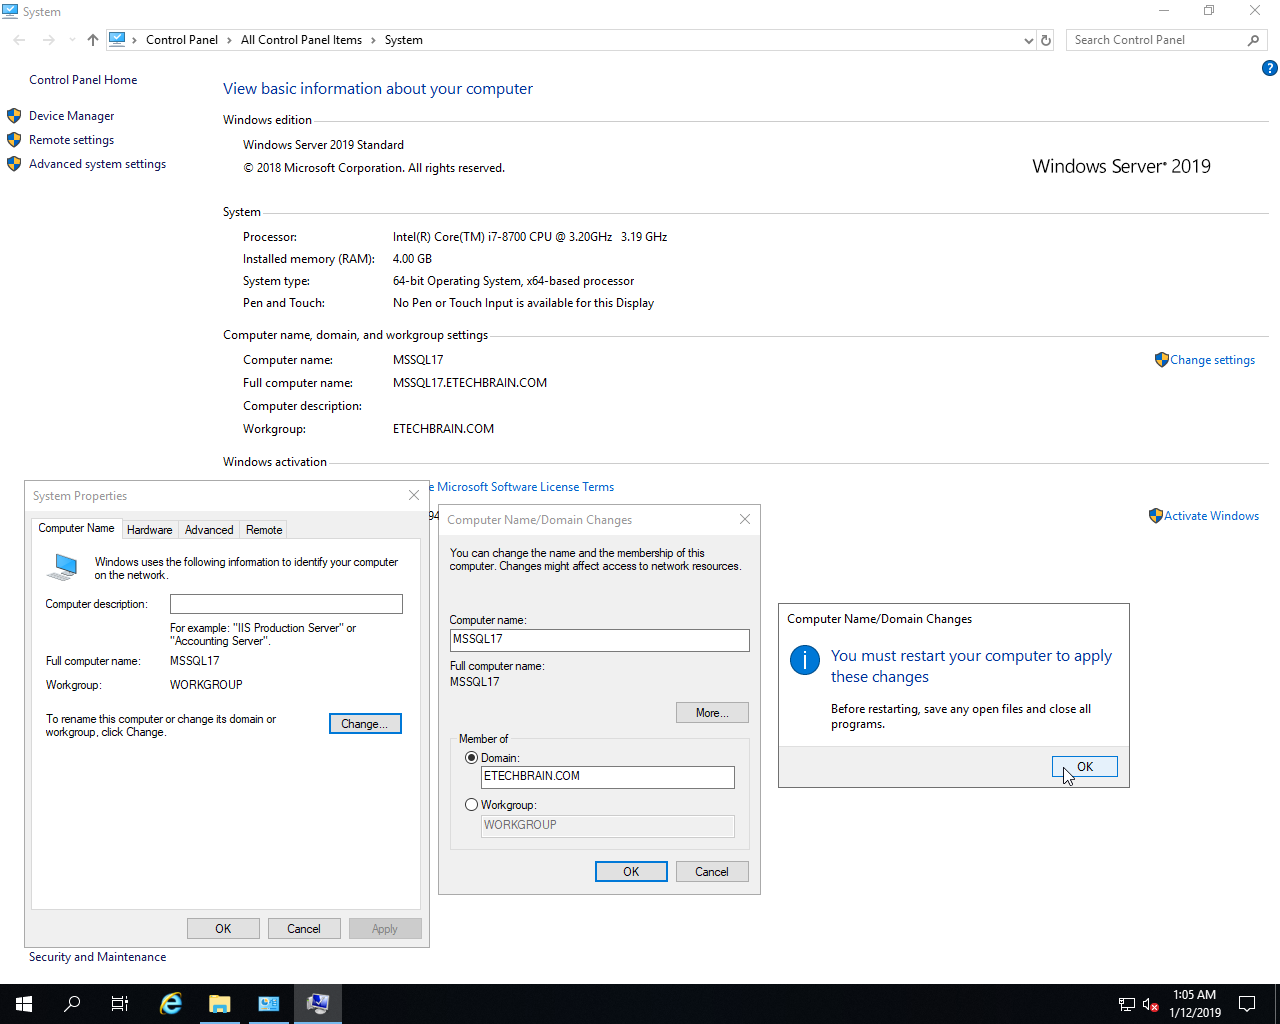 System
Control Panel > All Control Panel Items > System
Search Control Panel
Control Panel Home
Device Manager
Remote settings
Advanced system settings
View basic information about your computer
Windows edition
Windows Server 2019 Standard
© 2018 Microsoft Corporation. All rights reserved.
Windows Server® 2019
System
Processor: Intel(R) Core(TM) i7-8700 CPU @ 3.20GHz 3.19 GHz
Installed memory (RAM): 4.00 GB
System type: 64-bit Operating System, x64-based processor
Pen and Touch: No Pen or Touch Input is available for this Display
Computer name, domain, and workgroup settings
Computer name: MSSQL17
Change settings
Full computer name: MSSQL17.ETECHBRAIN.COM
Computer description:
Workgroup: ETECHBRAIN.COM
Windows activation
e Microsoft Software License Terms
94
Activate Windows
System Properties
Computer Name Hardware Advanced Remote
Windows uses the following information to identify your computer
on the network.
Computer description:
For example: "IIS Production Server" or
"Accounting Server".
Full computer name: MSSQL17
Workgroup: WORKGROUP
To rename this computer or change its domain or
workgroup, click Change.
Change...
OK Cancel Apply
Computer Name/Domain Changes
You can change the name and the membership of this
computer. Changes might affect access to network resources.
Computer name:
MSSQL17
Full computer name:
MSSQL17
More...
Member of
Domain:
ETECHBRAIN.COM
Workgroup:
WORKGROUP
OK Cancel
Computer Name/Domain Changes
You must restart your computer to apply
these changes
Before restarting, save any open files and close all
programs.
OK
Security and Maintenance
1:05 AM
1/12/2019